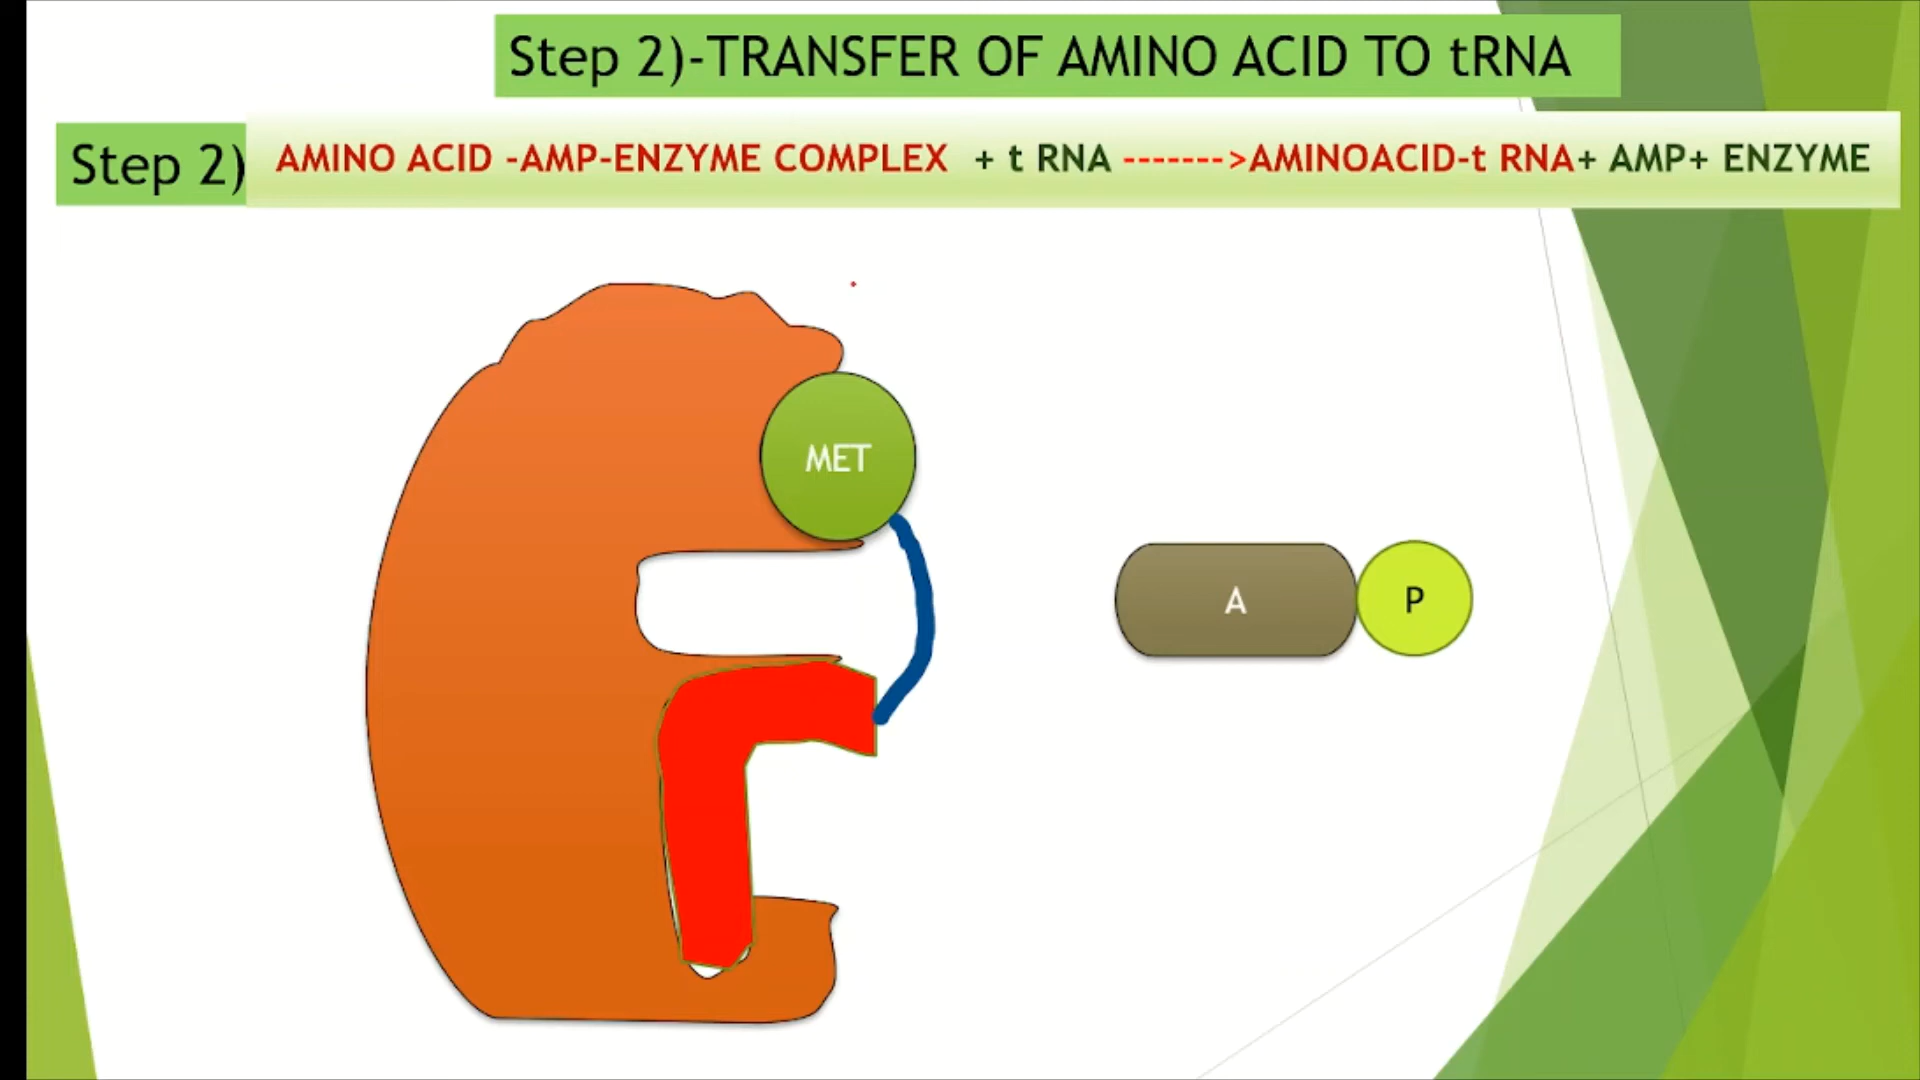 Step 2)-TRANSFER OF AMINO ACID TO tRNA
Step 2) AMINO ACID -AMP-ENZYME COMPLEX + t RNA ------->AMINOACID-t RNA+ AMP+ ENZYME
MET
A P